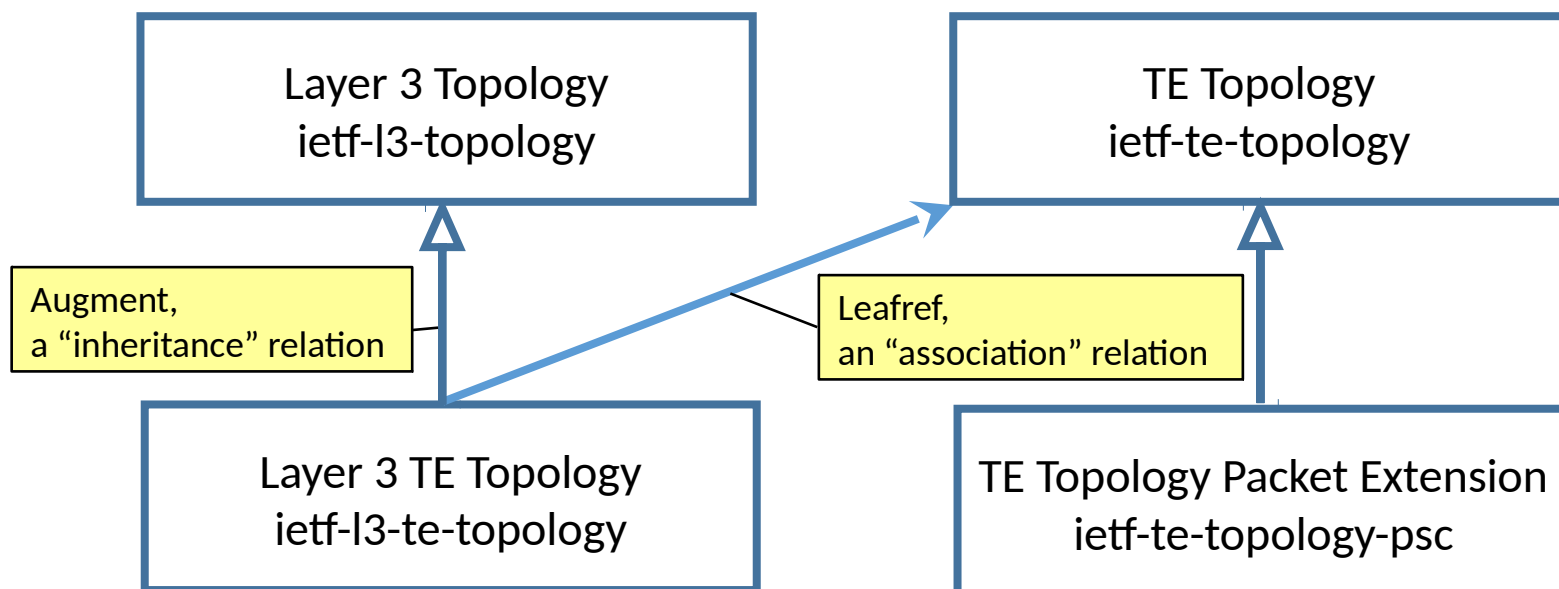 Layer 3 Topology
ietf-l3-topology
TE Topology
ietf-te-topology
Augment,
a “inheritance” relation
Leafref,
an “association” relation
Layer 3 TE Topology
ietf-l3-te-topology
TE Topology Packet Extension
ietf-te-topology-psc